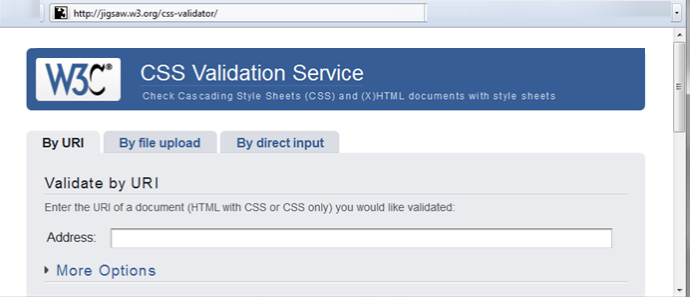 http://jigsaw.w3.org/css-validator/
W3C® CSS Validation Service
Check Cascading Style Sheets (CSS) and (X)HTML documents with style sheets
By URI By file upload By direct input
Validate by URI
Enter the URI of a document (HTML with CSS or CSS only) you would like validated:
Address:
More Options